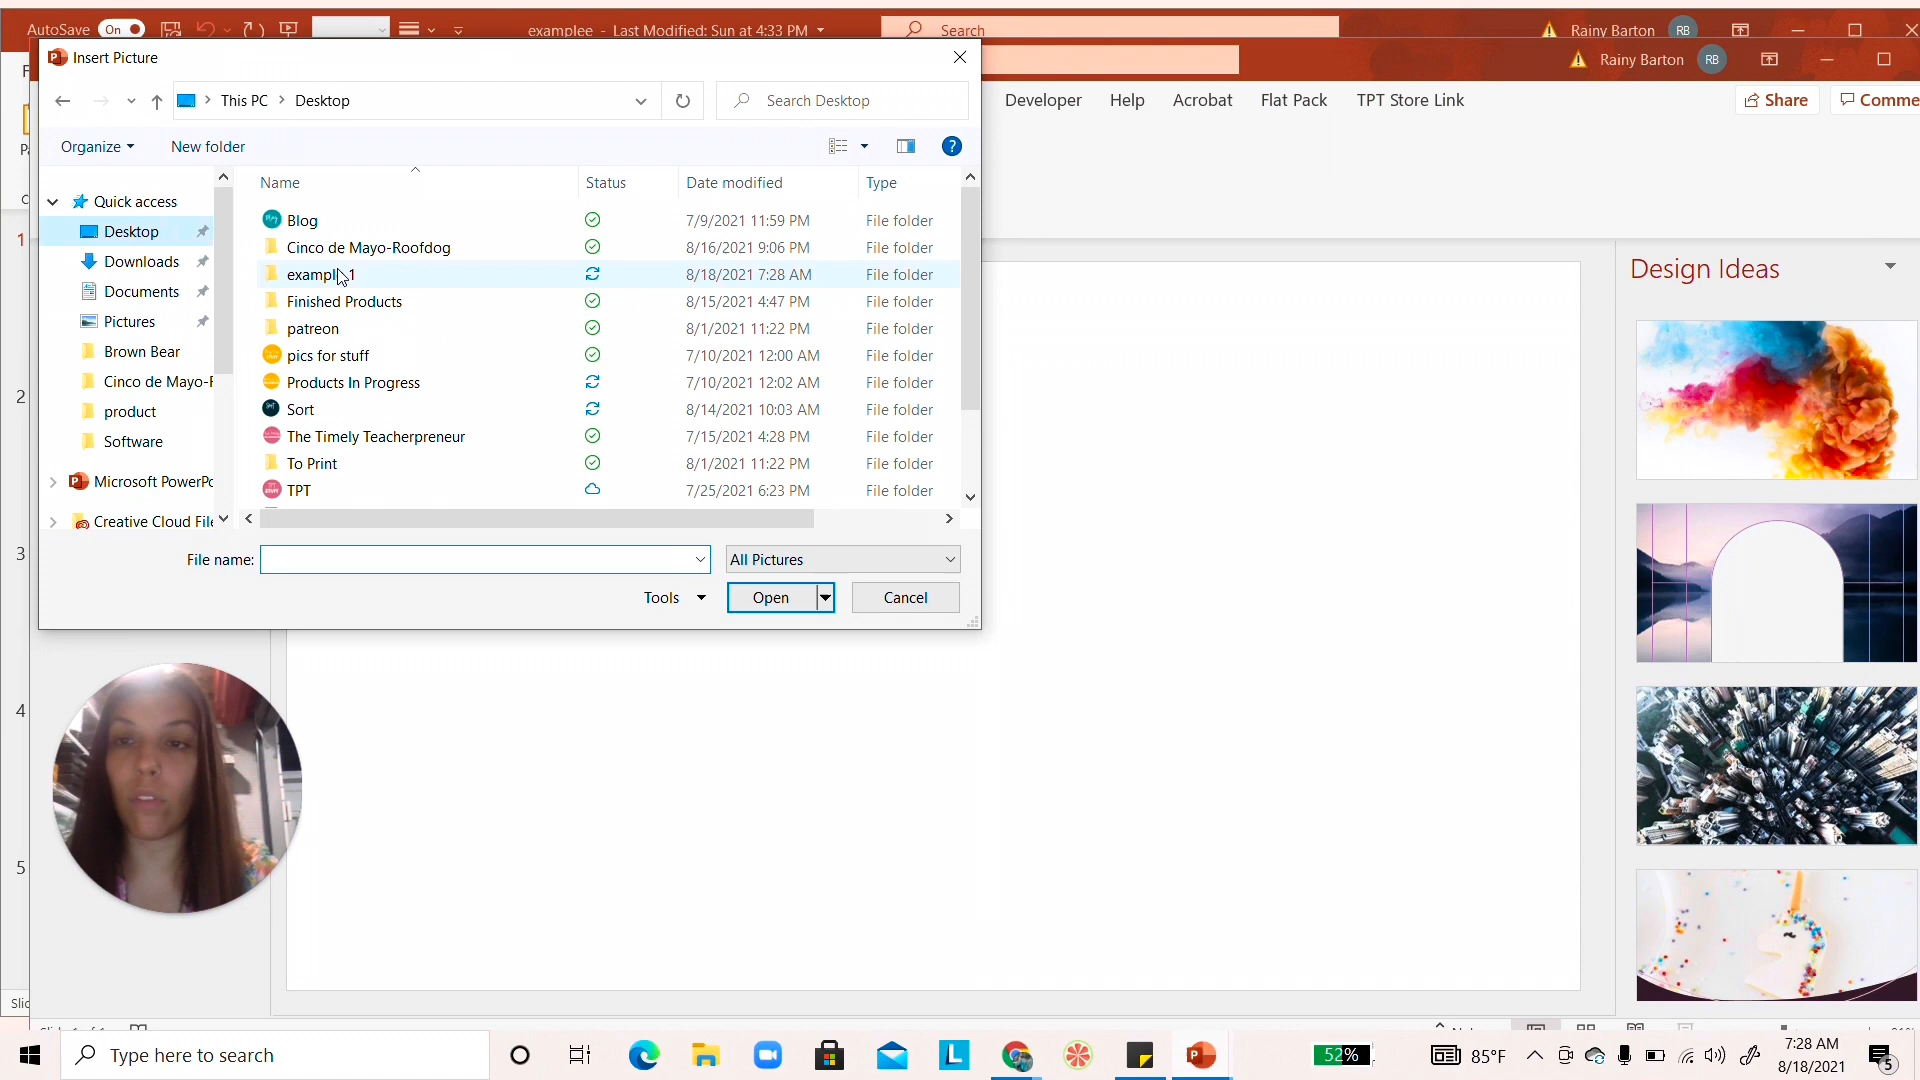 AutoSave On
examplee - Last Modified: Sun at 4:33 PM
Search
Rainy Barton RB
Insert Picture
Rainy Barton RB
This PC Desktop
Search Desktop
Developer Help Acrobat Flat Pack TPT Store Link
Share
Comme
Organize New folder
Name Status Date modified Type
Quick access
Desktop
Downloads
Documents
Pictures
Brown Bear
Cinco de Mayo-F
product
Software
Microsoft PowerPo
Creative Cloud File
Blog 7/9/2021 11:59 PM File folder
Cinco de Mayo-Roofdog 8/16/2021 9:06 PM File folder
example1 8/18/2021 7:28 AM File folder
Finished Products 8/15/2021 4:47 PM File folder
patreon 8/1/2021 11:22 PM File folder
pics for stuff 7/10/2021 12:00 AM File folder
Products In Progress 7/10/2021 12:02 AM File folder
Sort 8/14/2021 10:03 AM File folder
The Timely Teacherpreneur 7/15/2021 4:28 PM File folder
To Print 8/1/2021 11:22 PM File folder
TPT 7/25/2021 6:23 PM File folder
File name: All Pictures
Tools Open Cancel
Design Ideas
1
2
3
4
5
Slic
Type here to search
52%
85°F
7:28 AM
8/18/2021
5